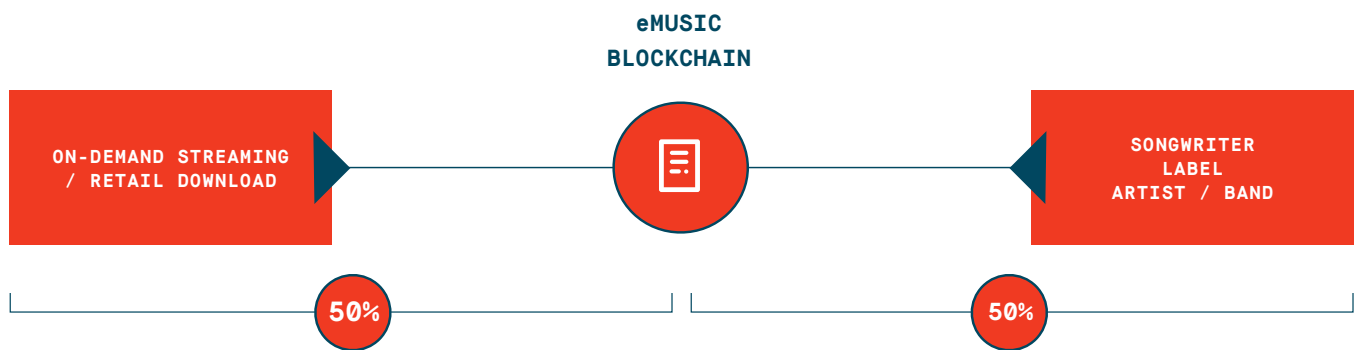 eMUSIC
BLOCKCHAIN
ON-DEMAND STREAMING
/ RETAIL DOWNLOAD
SONGWRITER
LABEL
ARTIST / BAND
50%
50%